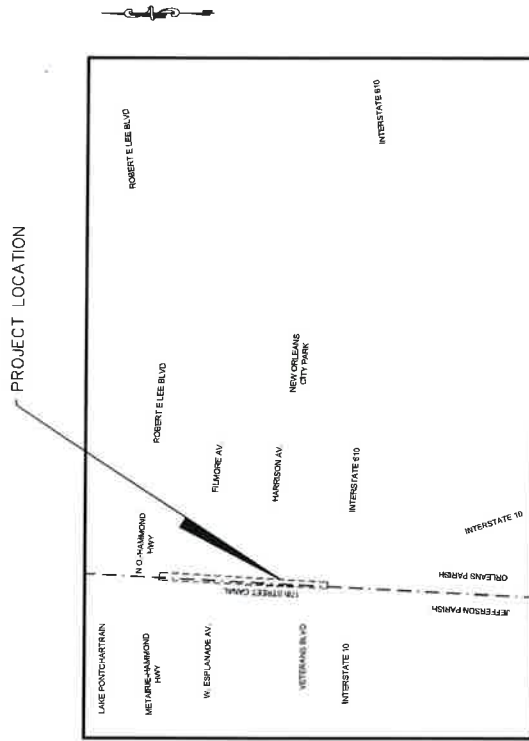 PROJECT LOCATION
ROBERT E LEE BLVD
INTERSTATE 610
ROBERT E LEE BLVD
NEW ORLEANS
CITY PARK
FILMORE AV.
HARRISON AV.
INTERSTATE 610
N.O.-HAMMOND
HWY
INTERSTATE 10
17th STREET CANAL
ORLEANS PARISH
JEFFERSON PARISH
LAKE PONTCHARTRAIN
METAIRIE-HAMMOND
HWY
W. ESPLANADE AV.
VETERANS BLVD
INTERSTATE 10